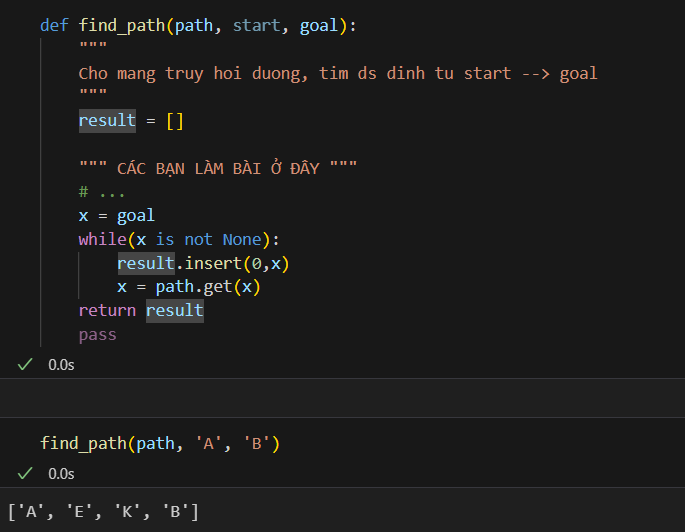 def find_path(path, start, goal):
"""
Cho mang truy hoi duong, tim ds dinh tu start --> goal
"""
result = []
""" CÁC BẠN LÀM BÀI Ở ĐÂY """
# ...
x = goal
while(x is not None):
result.insert(0,x)
x = path.get(x)
return result
pass
0.0s
find_path(path, 'A', 'B')
0.0s
['A', 'E', 'K', 'B']